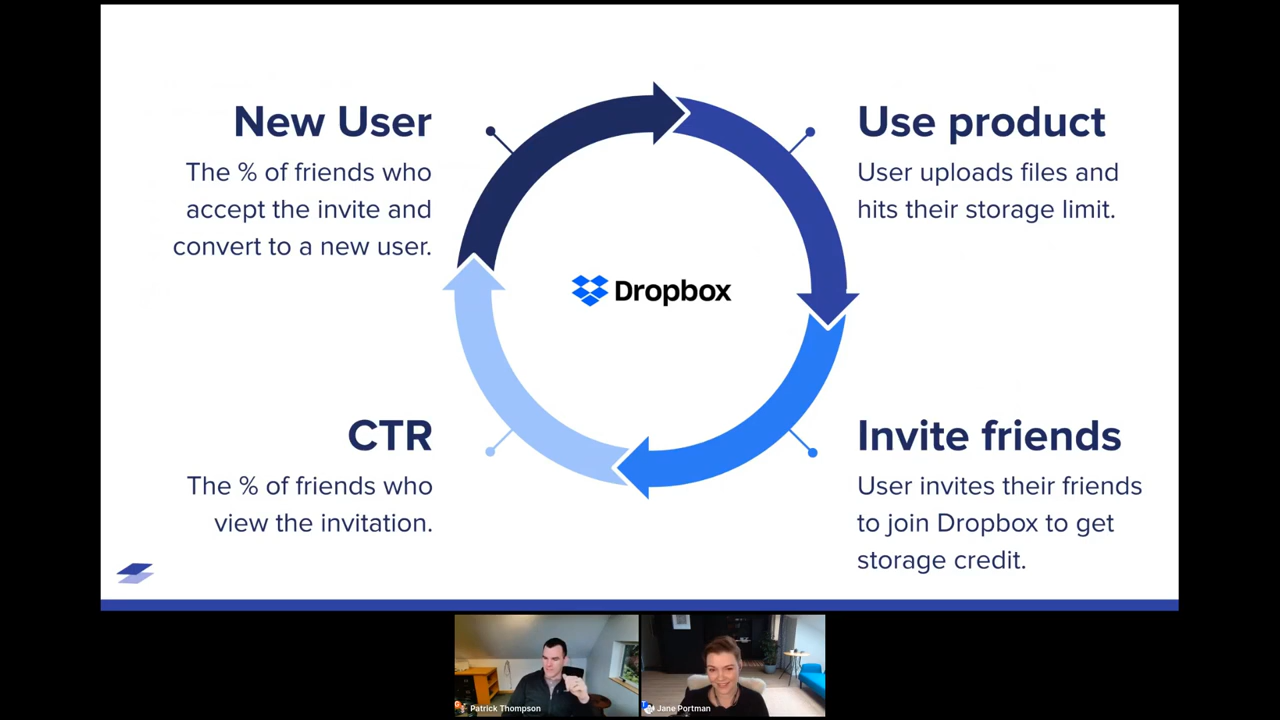 New User
The % of friends who
accept the invite and
convert to a new user.
Use product
User uploads files and
hits their storage limit.
Dropbox
CTR
The % of friends who
view the invitation.
Invite friends
User invites their friends
to join Dropbox to get
storage credit.
Patrick Thompson
Jane Portman